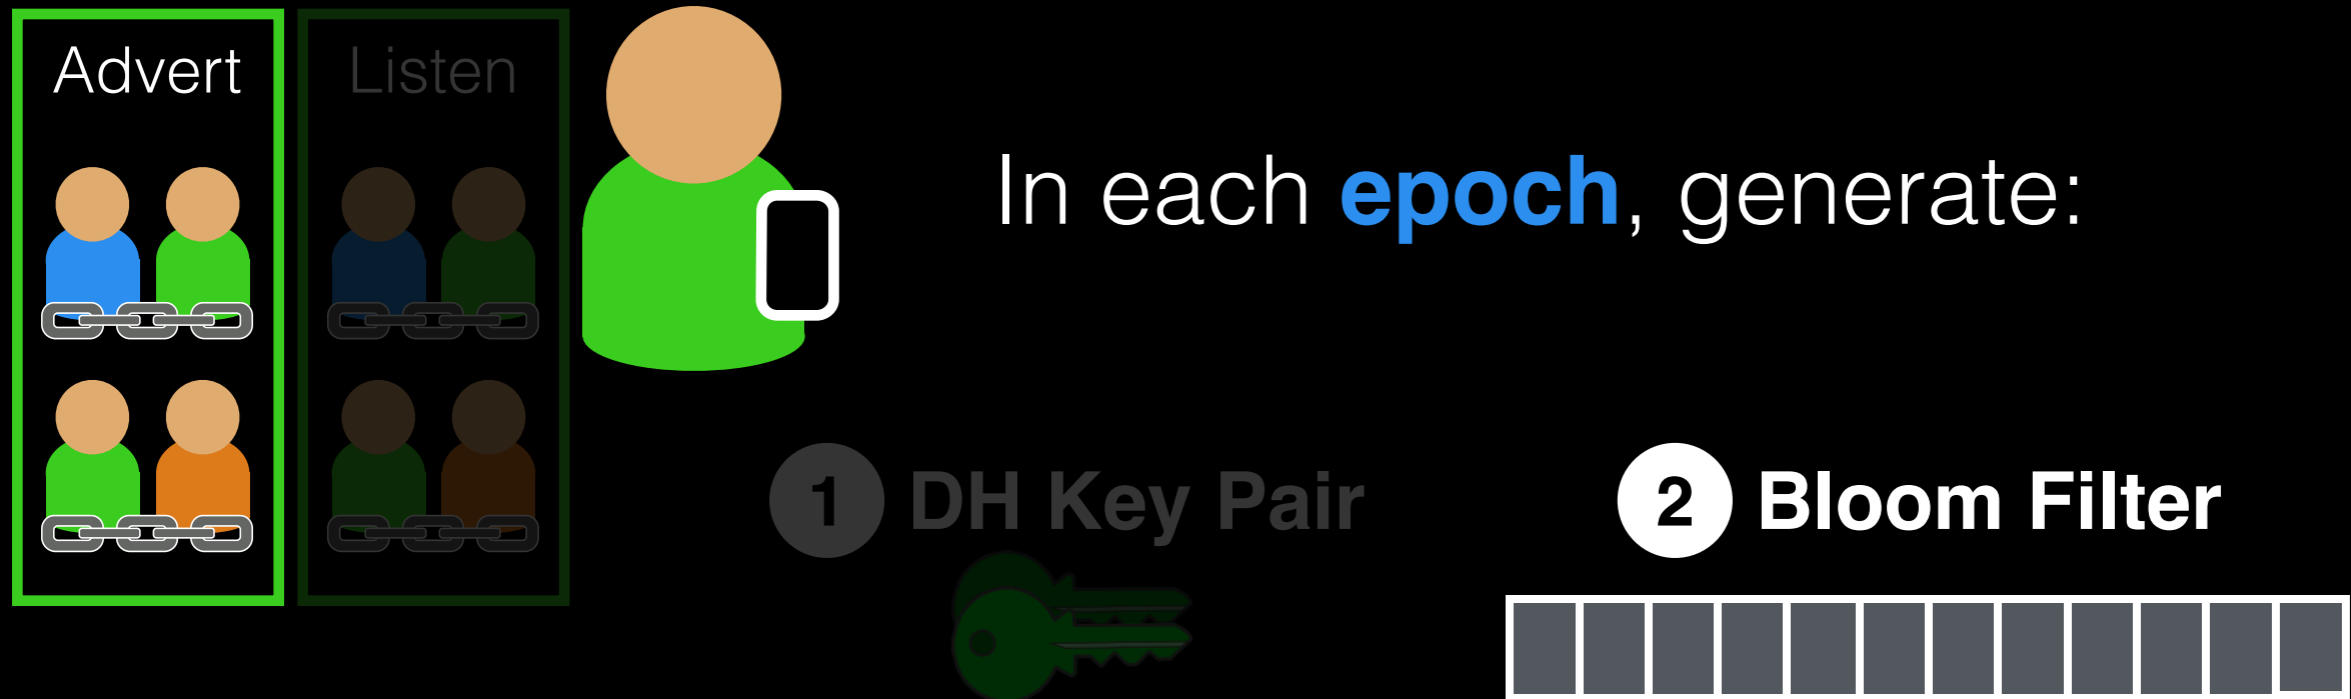 Advert
Listen
In each epoch, generate:
1 DH Key Pair
2 Bloom Filter